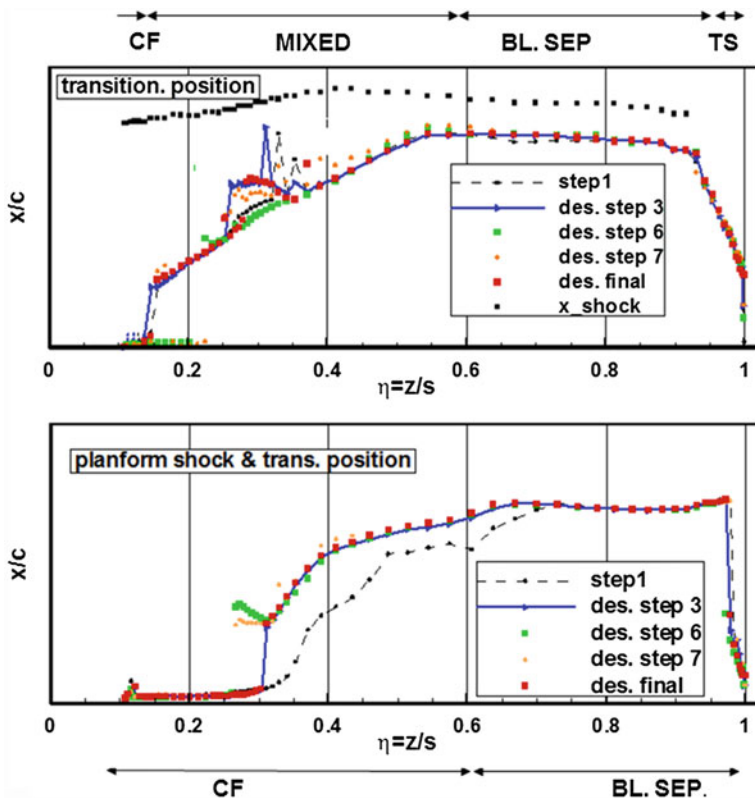 CF MIXED BL. SEP TS
transition. position
x/c
step1
des. step 3
des. step 6
des. step 7
des. final
x_shock
0 0.2 0.4 0.6 0.8 1
η=z/s
planform shock & trans. position
x/c
step1
des. step 3
des. step 6
des. step 7
des. final
0 0.2 0.4 0.6 0.8 1
η=z/s
CF BL. SEP.